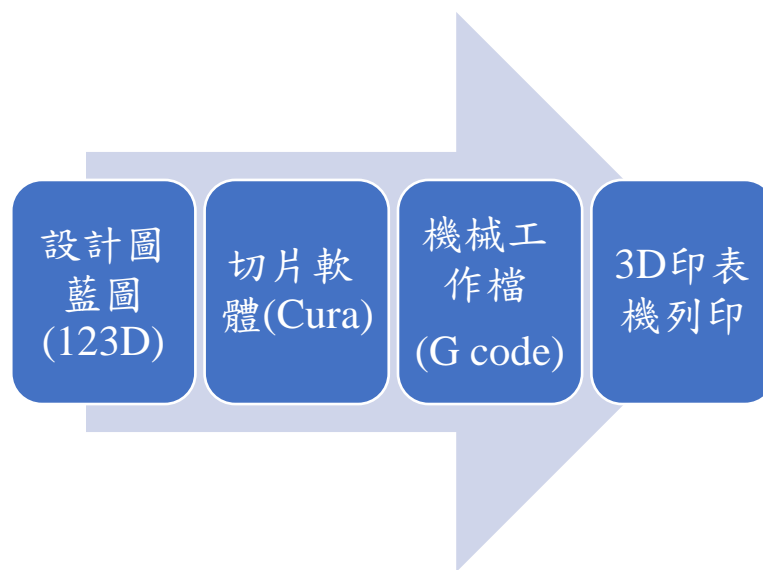 設計圖
藍圖
(123D)
切片軟
體(Cura)
機械工
作檔
(G code)
3D印表
機列印